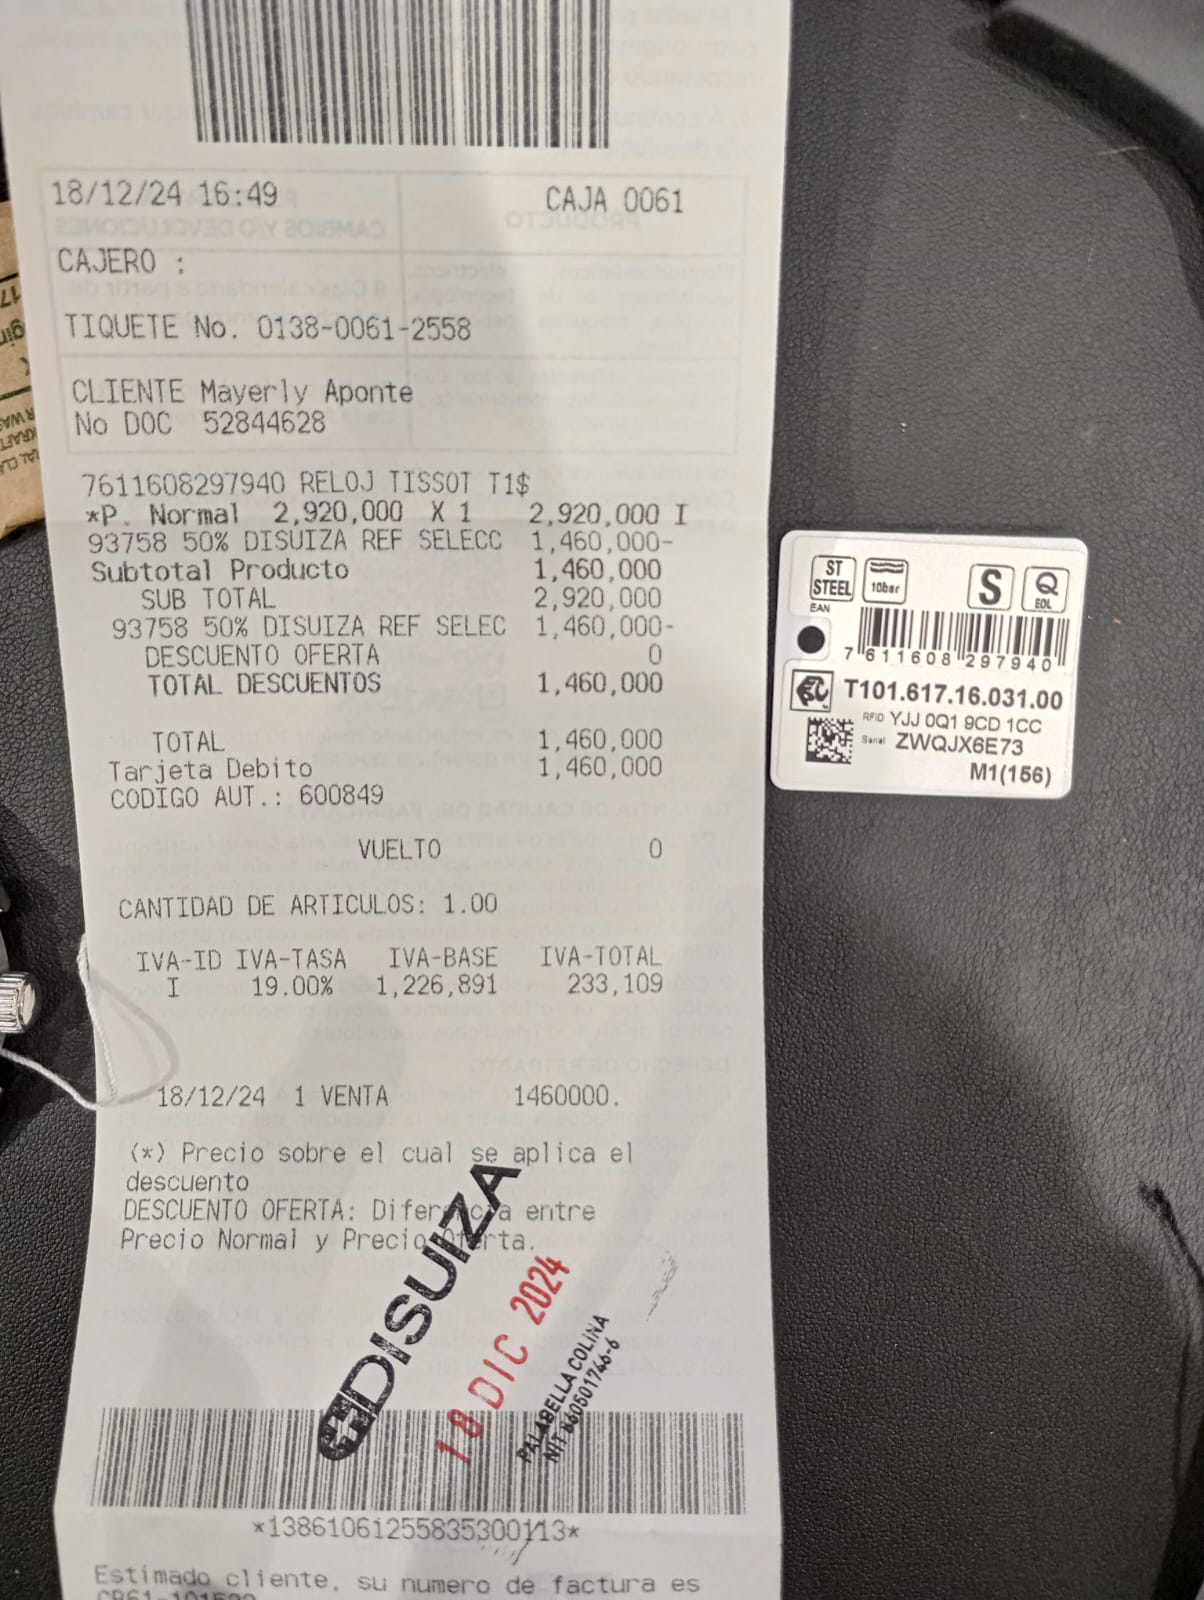 18/12/24 16:49 CAJA 0061
CAJERO :
TIQUETE No. 0138-0061-2558
CLIENTE Mayerly Aponte
No DOC 52844628
7611608297940 RELOJ TISSOT T1$
*P. Normal 2,920,000 X 1 2,920,000 I
93758 50% DISUIZA REF SELECC 1,460,000-
Subtotal Producto 1,460,000
SUB TOTAL 2,920,000
93758 50% DISUIZA REF SELEC 1,460,000-
DESCUENTO OFERTA 0
TOTAL DESCUENTOS 1,460,000
TOTAL 1,460,000
Tarjeta Debito 1,460,000
CODIGO AUT.: 600849
VUELTO 0
CANTIDAD DE ARTICULOS: 1.00
IVA-ID IVA-TASA IVA-BASE IVA-TOTAL
I 19.00% 1,226,891 233,109
18/12/24 1 VENTA 1460000.
(*) Precio sobre el cual se aplica el
descuento
DESCUENTO OFERTA: Diferencia entre
Precio Normal y Precio Oferta.
DISUIZA
18 DIC 2024
PALABELLA COLINA
NIT 860501746-6
*13861061255835300113*
Estimado cliente, su numero de factura es
ST
STEEL
10bar
S
Q
EOL
EAN
7 611608 297940
T101.617.16.031.00
RFID YJJ 0Q1 9CD 1CC
Serial ZWQJX6E73
M1(156)